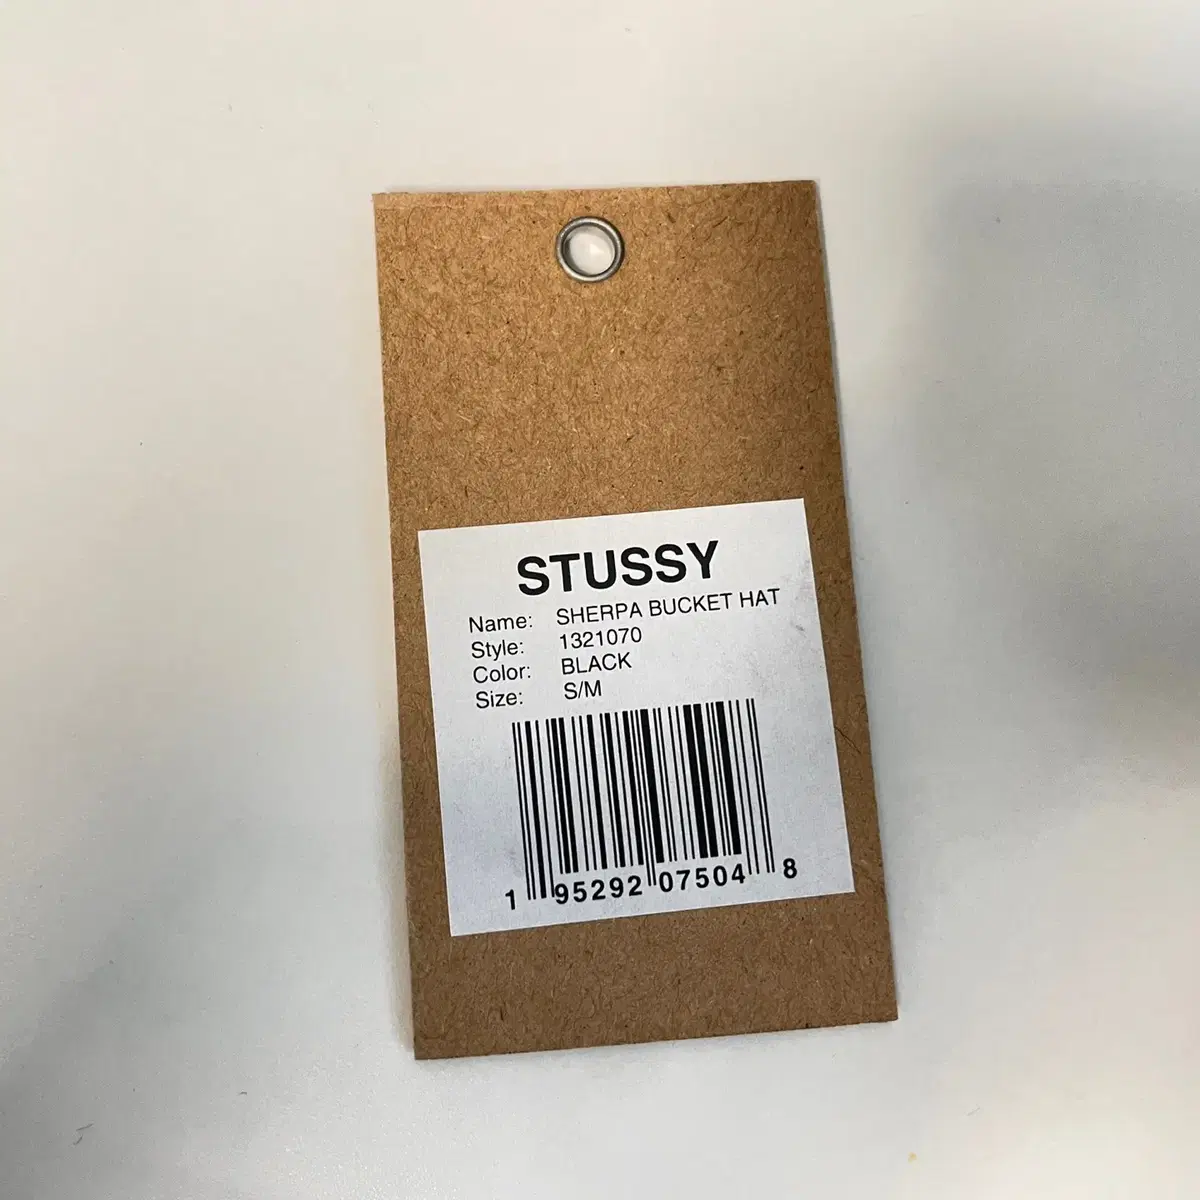 STUSSY
Name: SHERPA BUCKET HAT
Style: 1321070
Color: BLACK
Size: S/M
1 95292 07504 8